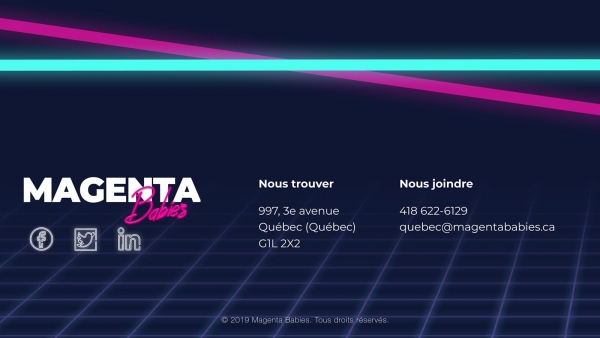 MAGENTA
Babies
Nous trouver
997, 3e avenue
Québec (Québec)
G1L 2X2
Nous joindre
418 622-6129
quebec@magentababies.ca
© 2019 Magenta Babies. Tous droits réservés.